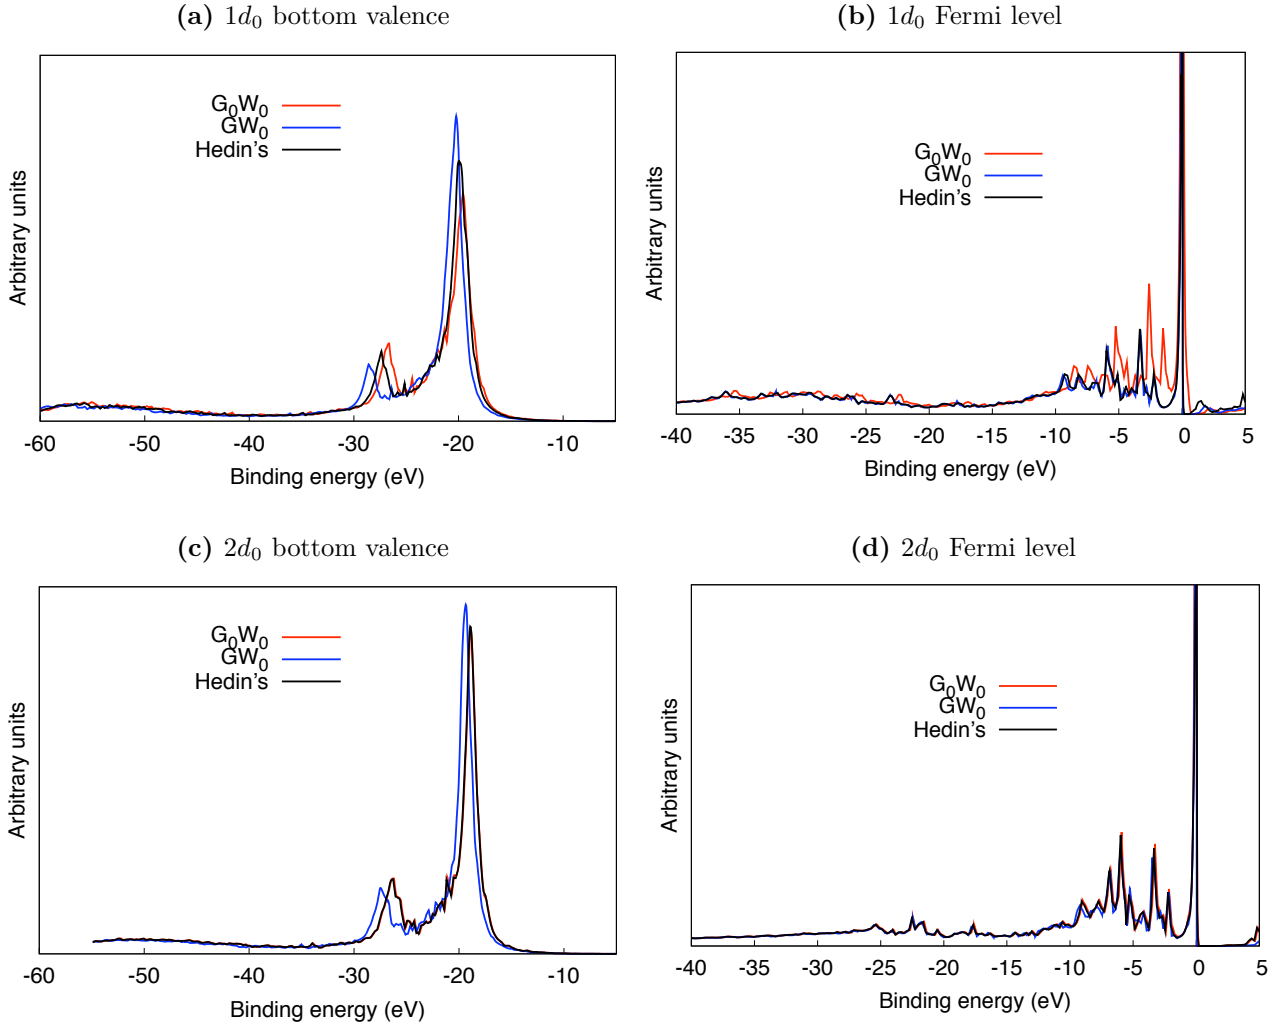 (a) 1d0 bottom valence
G0W0
GW0
Hedin's
Arbitrary units
-60 -50 -40 -30 -20 -10
Binding energy (eV)
(b) 1d0 Fermi level
G0W0
GW0
Hedin's
Arbitrary units
-40 -35 -30 -25 -20 -15 -10 -5 0 5
Binding energy (eV)
(c) 2d0 bottom valence
G0W0
GW0
Hedin's
Arbitrary units
-60 -50 -40 -30 -20 -10
Binding energy (eV)
(d) 2d0 Fermi level
G0W0
GW0
Hedin's
Arbitrary units
-40 -35 -30 -25 -20 -15 -10 -5 0 5
Binding energy (eV)